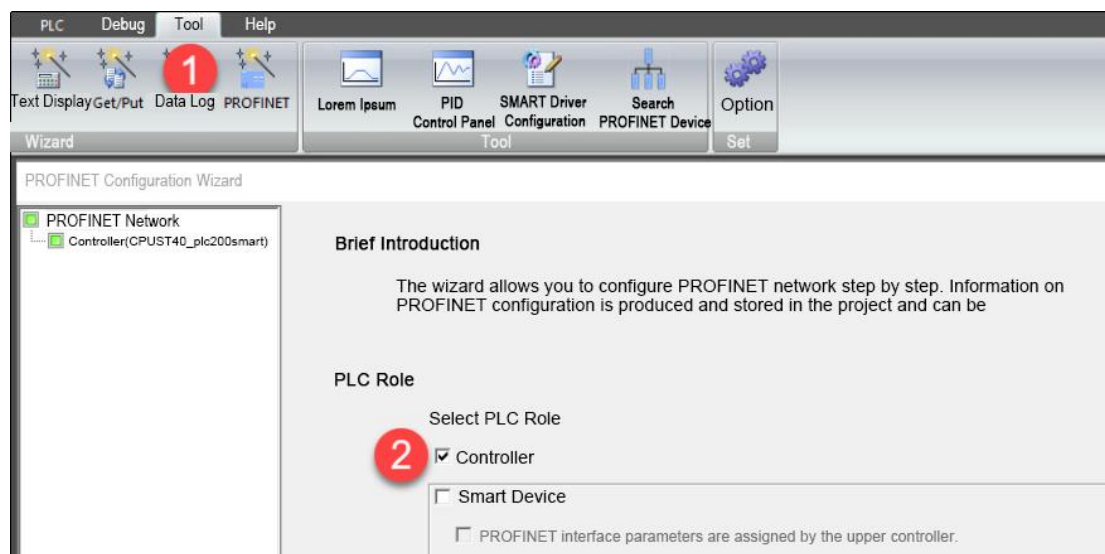 PLC Debug Tool Help
1
Text Display Get/Put Data Log PROFINET Lorem Ipsum PID Control Panel SMART Driver Configuration Search PROFINET Device Option
Wizard Tool Set
PROFINET Configuration Wizard
PROFINET Network
Controller(CPUST40_plc200smart)
Brief Introduction
The wizard allows you to configure PROFINET network step by step. Information on
PROFINET configuration is produced and stored in the project and can be
PLC Role
Select PLC Role
2 Controller
Smart Device
PROFINET interface parameters are assigned by the upper controller.